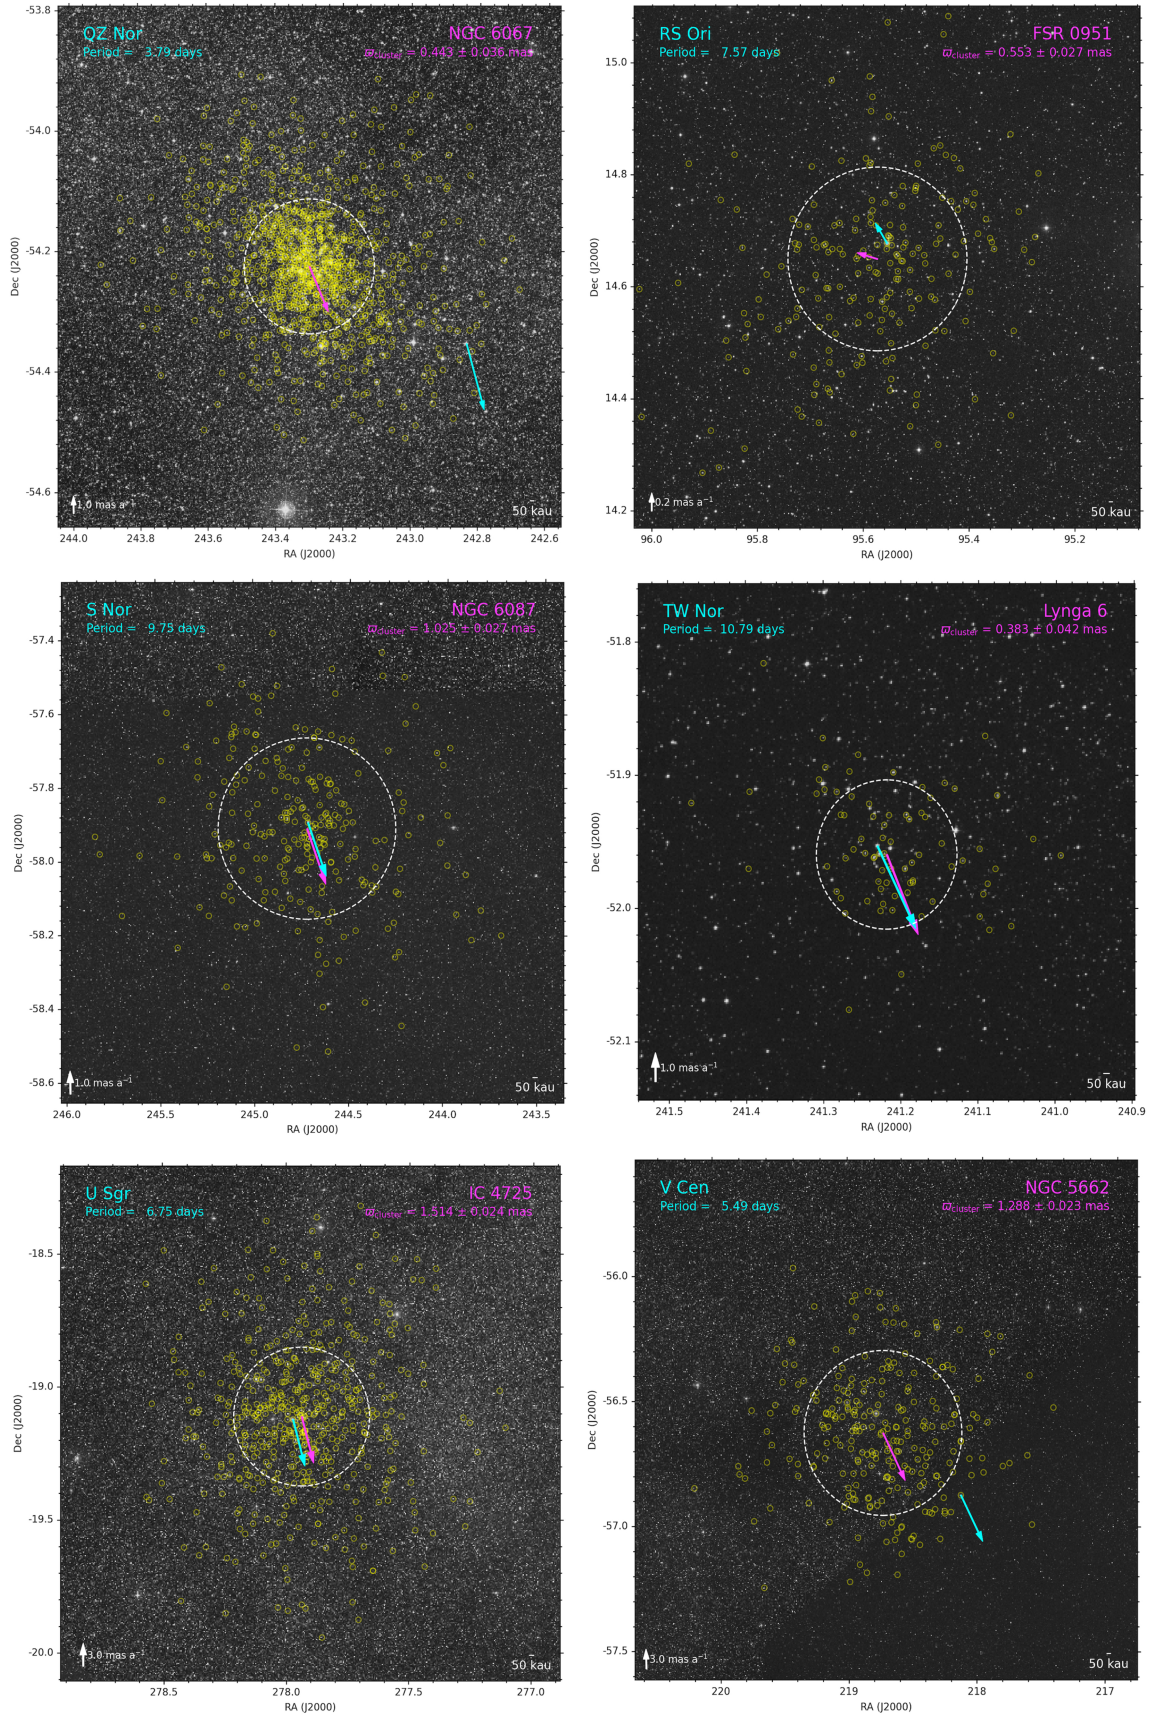 QZ Nor
NGC 6067
Period = 3.79 days
ϖcluster = 0.443 ± 0.036 mas
-53.8
-54.0
-54.2
-54.4
-54.6
Dec (J2000)
1.0 mas a⁻¹
50 kau
244.0 243.8 243.6 243.4 243.2 243.0 242.8 242.6
RA (J2000)
RS Ori
FSR 0951
Period = 7.57 days
ϖcluster = 0.553 ± 0.027 mas
15.0
14.8
14.6
14.4
14.2
Dec (J2000)
0.2 mas a⁻¹
50 kau
96.0 95.8 95.6 95.4 95.2
RA (J2000)
S Nor
NGC 6087
Period = 9.75 days
ϖcluster = 1.025 ± 0.027 mas
-57.4
-57.6
-57.8
-58.0
-58.2
-58.4
-58.6
Dec (J2000)
1.0 mas a⁻¹
50 kau
246.0 245.5 245.0 244.5 244.0 243.5
RA (J2000)
TW Nor
Lynga 6
Period = 10.79 days
ϖcluster = 0.383 ± 0.042 mas
-51.8
-51.9
-52.0
-52.1
Dec (J2000)
1.0 mas a⁻¹
50 kau
241.5 241.4 241.3 241.2 241.1 241.0 240.9
RA (J2000)
U Sgr
IC 4725
Period = 6.75 days
ϖcluster = 1.514 ± 0.024 mas
-18.5
-19.0
-19.5
-20.0
Dec (J2000)
3.0 mas a⁻¹
50 kau
278.5 278.0 277.5 277.0
RA (J2000)
V Cen
NGC 5662
Period = 5.49 days
ϖcluster = 1.288 ± 0.023 mas
-56.0
-56.5
-57.0
-57.5
Dec (J2000)
3.0 mas a⁻¹
50 kau
220 219 218 217
RA (J2000)